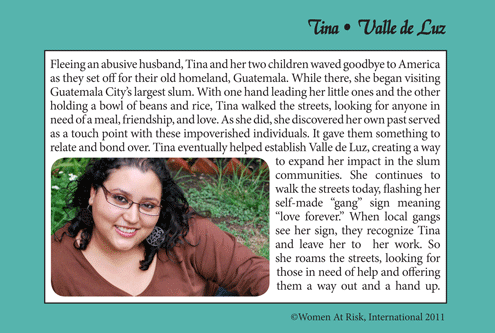 Tina • Valle de Luz
Fleeing an abusive husband, Tina and her two children waved goodbye to America
as they set off for their old homeland, Guatemala. While there, she began visiting
Guatemala City's largest slum. With one hand leading her little ones and the other
holding a bowl of beans and rice, Tina walked the streets, looking for anyone in
need of a meal, friendship, and love. As she did, she discovered her own past served
as a touch point with these impoverished individuals. It gave them something to
relate and bond over. Tina eventually helped establish Valle de Luz, creating a way
to expand her impact in the slum
communities. She continues to
walk the streets today, flashing her
self-made “gang” sign meaning
“love forever.” When local gangs
see her sign, they recognize Tina
and leave her to her work. So
she roams the streets, looking for
those in need of help and offering
them a way out and a hand up.
©Women At Risk, International 2011